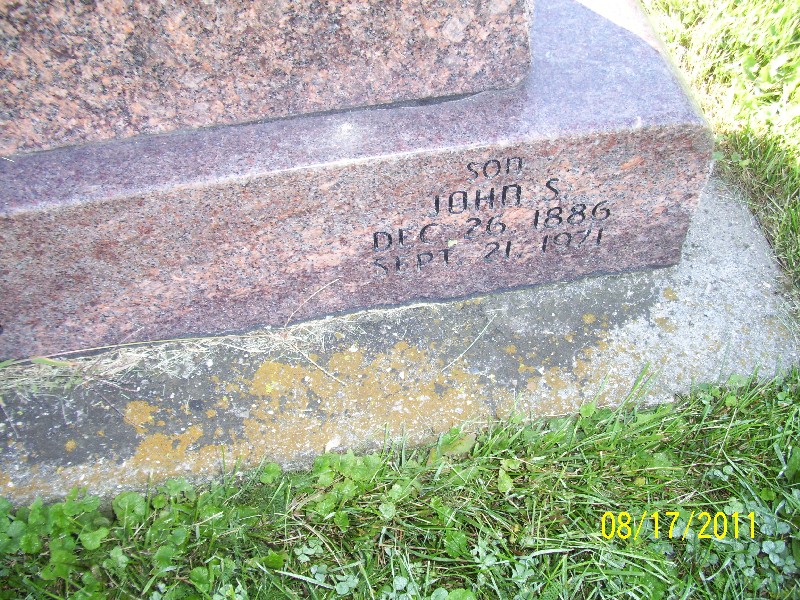 SON
JOHN S.
DEC. 26, 1886
SEPT. 21, 1971
08/17/2011